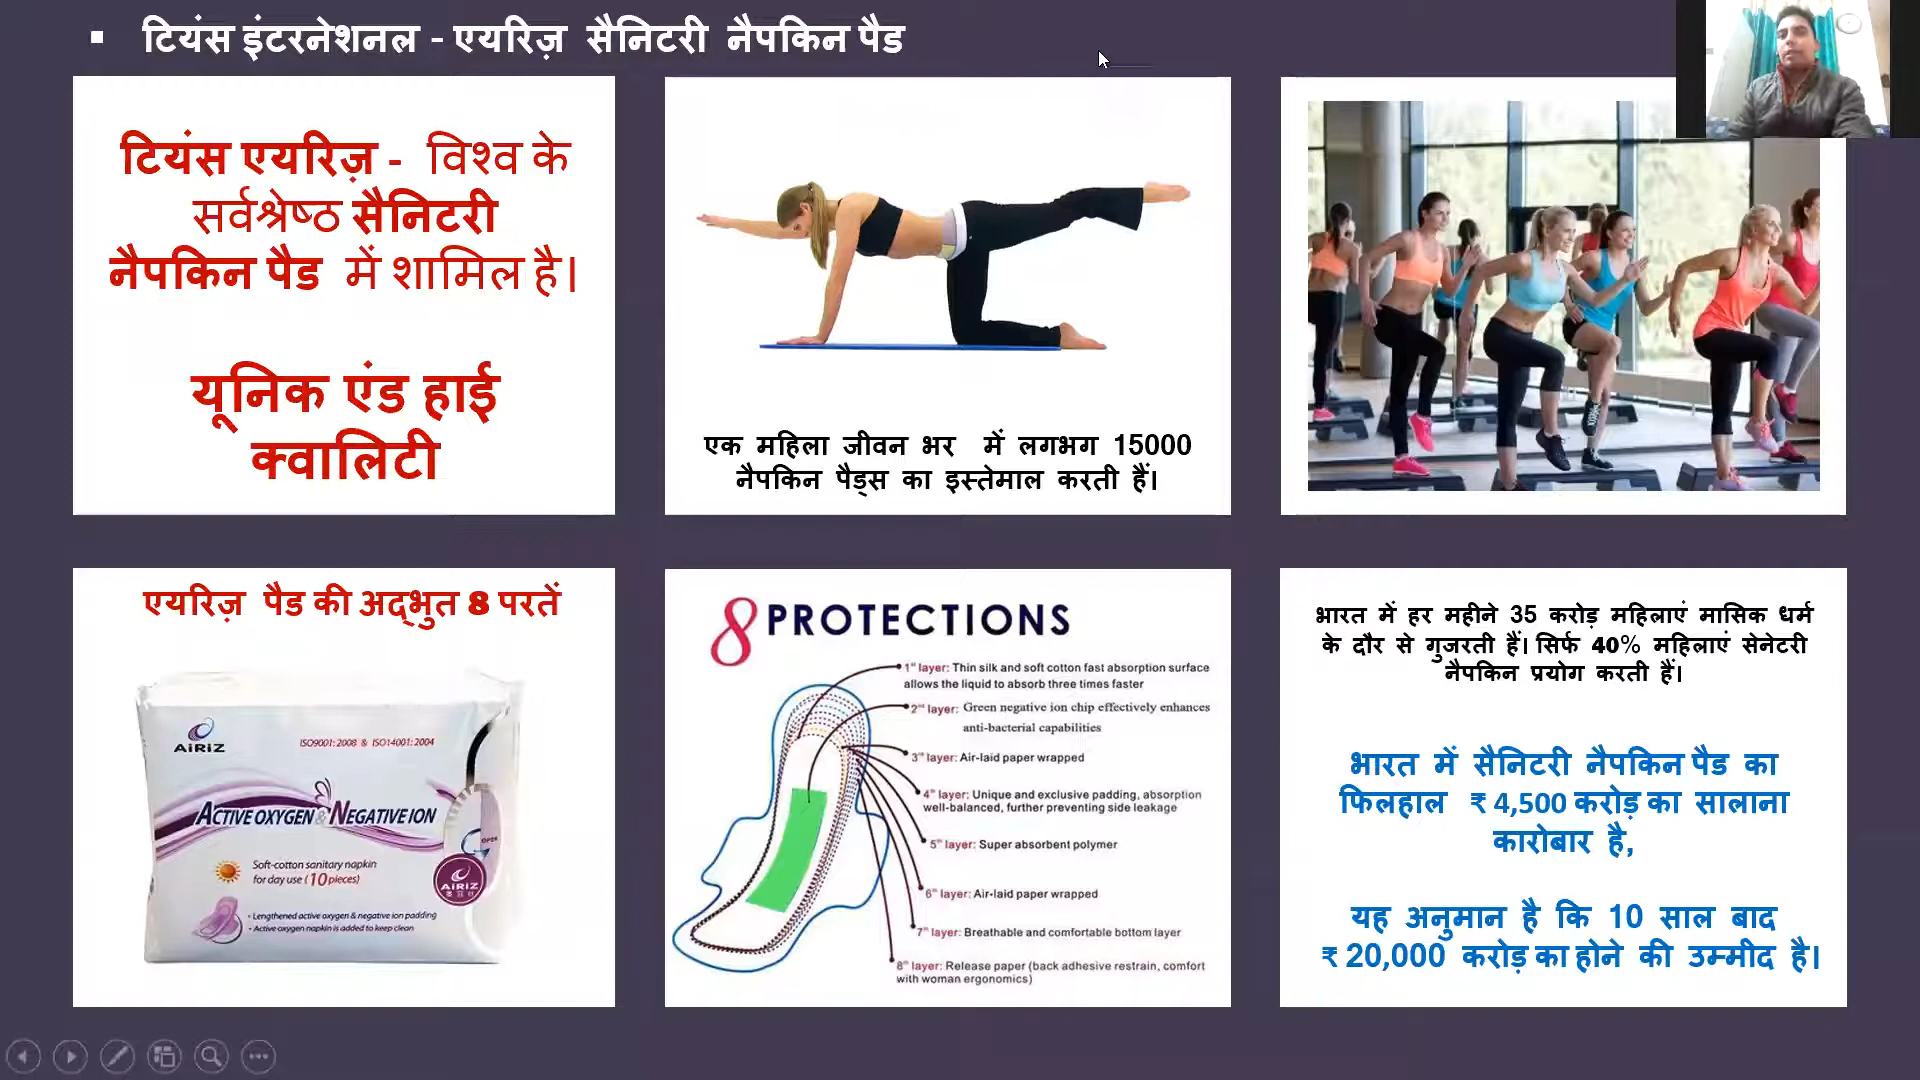 टियंस इंटरनेशनल - एयरिज़ सैनिटरी नैपकिन पैड
टियंस एयरिज़ - विश्व के
सर्वश्रेष्ठ सैनिटरी
नैपकिन पैड में शामिल है।
यूनिक एंड हाई
क्वालिटी
एक महिला जीवन भर में लगभग 15000
नैपकिन पैड्स का इस्तेमाल करती हैं।
एयरिज़ पैड की अद्भुत 8 परतें
AiRiZ
ISO9001: 2008 & ISO14001: 2004
ACTIVE OXYGEN & NEGATIVE ION
OPEN
Soft-cotton sanitary napkin
for day use (10pieces)
AiRiZ
• Lengthened active oxygen & negative ion padding
• Active oxygen napkin is added to keep clean
8 PROTECTIONS
1st layer: Thin silk and soft cotton fast absorption surface
allows the liquid to absorb three times faster
2nd layer: Green negative ion chip effectively enhances
anti-bacterial capabilities
3rd layer: Air-laid paper wrapped
4th layer: Unique and exclusive padding, absorption
well-balanced, further preventing side leakage
5th layer: Super absorbent polymer
6th layer: Air-laid paper wrapped
7th layer: Breathable and comfortable bottom layer
8th layer: Release paper (back adhesive restrain, comfort
with woman ergonomics)
भारत में हर महीने 35 करोड़ महिलाएं मासिक धर्म
के दौर से गुजरती हैं। सिर्फ 40% महिलाएं सेनेटरी
नैपकिन प्रयोग करती हैं।
भारत में सैनिटरी नैपकिन पैड का
फिलहाल ₹ 4,500 करोड़ का सालाना
कारोबार है,
यह अनुमान है कि 10 साल बाद
₹ 20,000 करोड़ का होने की उम्मीद है।